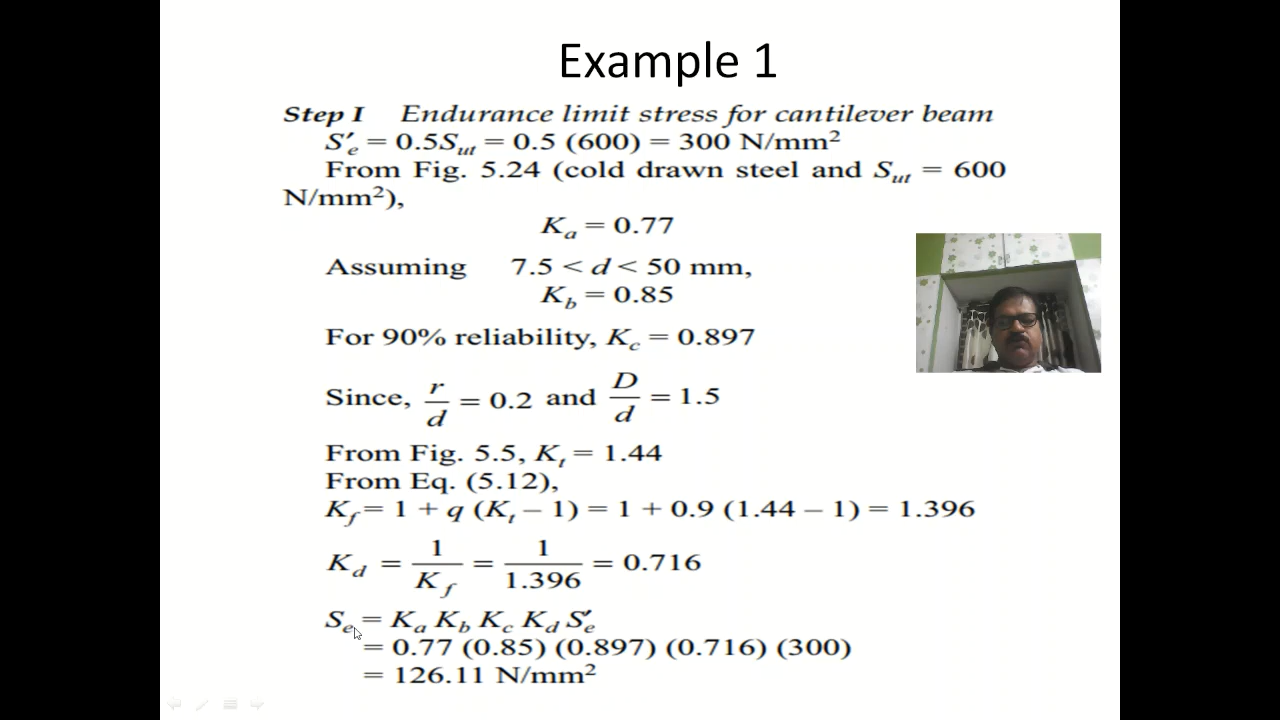 Example 1
Step I Endurance limit stress for cantilever beam
S′e = 0.5Sut = 0.5 (600) = 300 N/mm²
From Fig. 5.24 (cold drawn steel and Sut = 600
N/mm²),
Ka = 0.77
Assuming 7.5 < d < 50 mm,
Kb = 0.85
For 90% reliability, Kc = 0.897
Since, r/d = 0.2 and D/d = 1.5
From Fig. 5.5, Kt = 1.44
From Eq. (5.12),
Kf = 1 + q (Kt – 1) = 1 + 0.9 (1.44 – 1) = 1.396
Kd = 1/Kf = 1/1.396 = 0.716
Se = Ka Kb Kc Kd S′e
= 0.77 (0.85) (0.897) (0.716) (300)
= 126.11 N/mm²